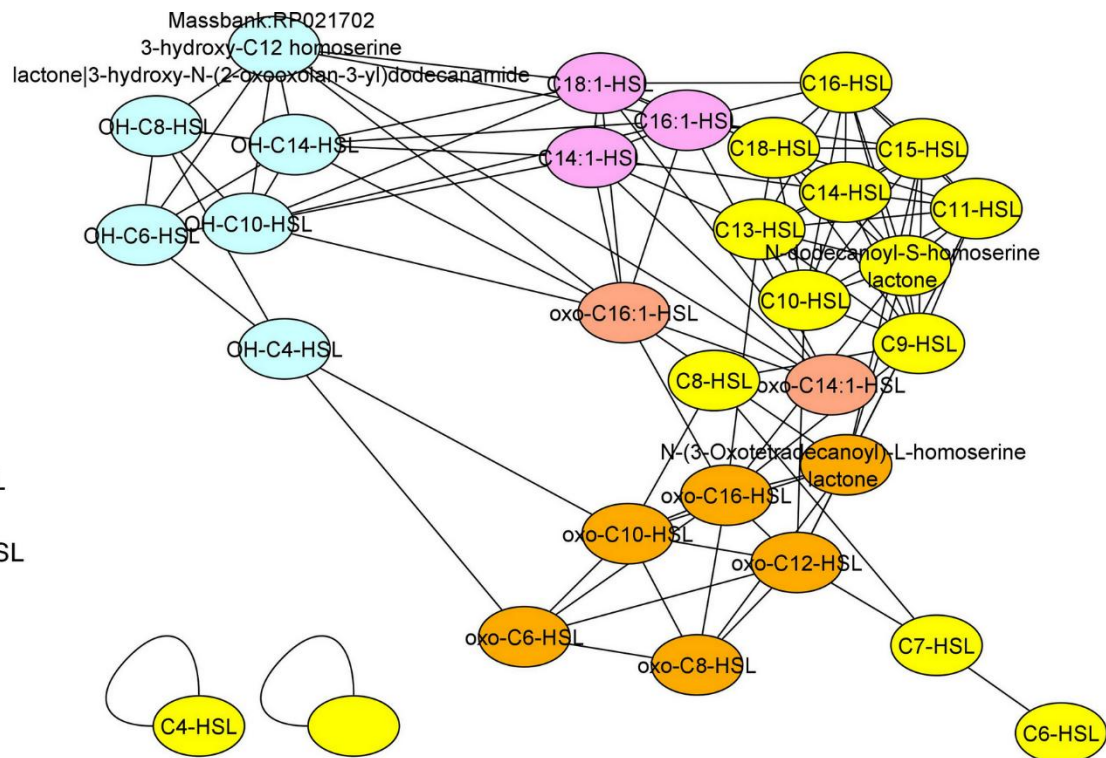 Massbank:RP021702
3-hydroxy-C12 homoserine
lactone|3-hydroxy-N-(2-oxooxolan-3-yl)dodecanamide
C18:1-HSL
C16-HSL
OH-C8-HSL
C16:1-HSL
OH-C14-HSL
C14:1-HSL
C18-HSL
C15-HSL
C14-HSL
C11-HSL
OH-C6-HSL
OH-C10-HSL
C13-HSL
N-dodecanoyl-S-homoserine
lactone
C10-HSL
oxo-C16:1-HSL
OH-C4-HSL
C9-HSL
C8-HSL
oxo-C14:1-HSL
N-(3-Oxotetradecanoyl)-L-homoserine
lactone
oxo-C16-HSL
oxo-C10-HSL
SL
oxo-C12-HSL
oxo-C6-HSL
oxo-C8-HSL
C7-HSL
C4-HSL
C6-HSL